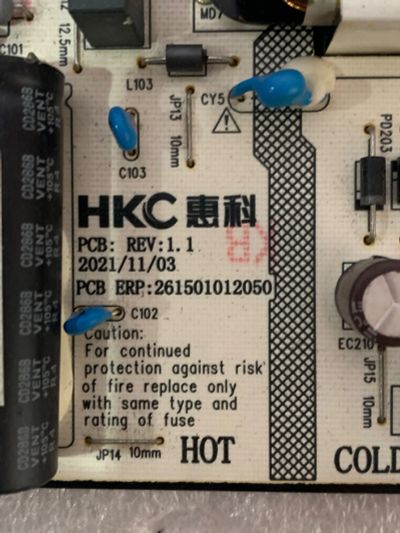 MD7
C101
12.5mm
L103
CY5
JP13 10mm
C103
PD203
HKC 惠科
PCB: REV:1.1
2021/11/03
PCB ERP:261501012050
C102
Caution:
For continued
protection against risk
of fire replace only
with same type and
rating of fuse
EC210
JP15 10mm
JP14 10mm
HOT
COLD
CD286B
VENT
+105°C